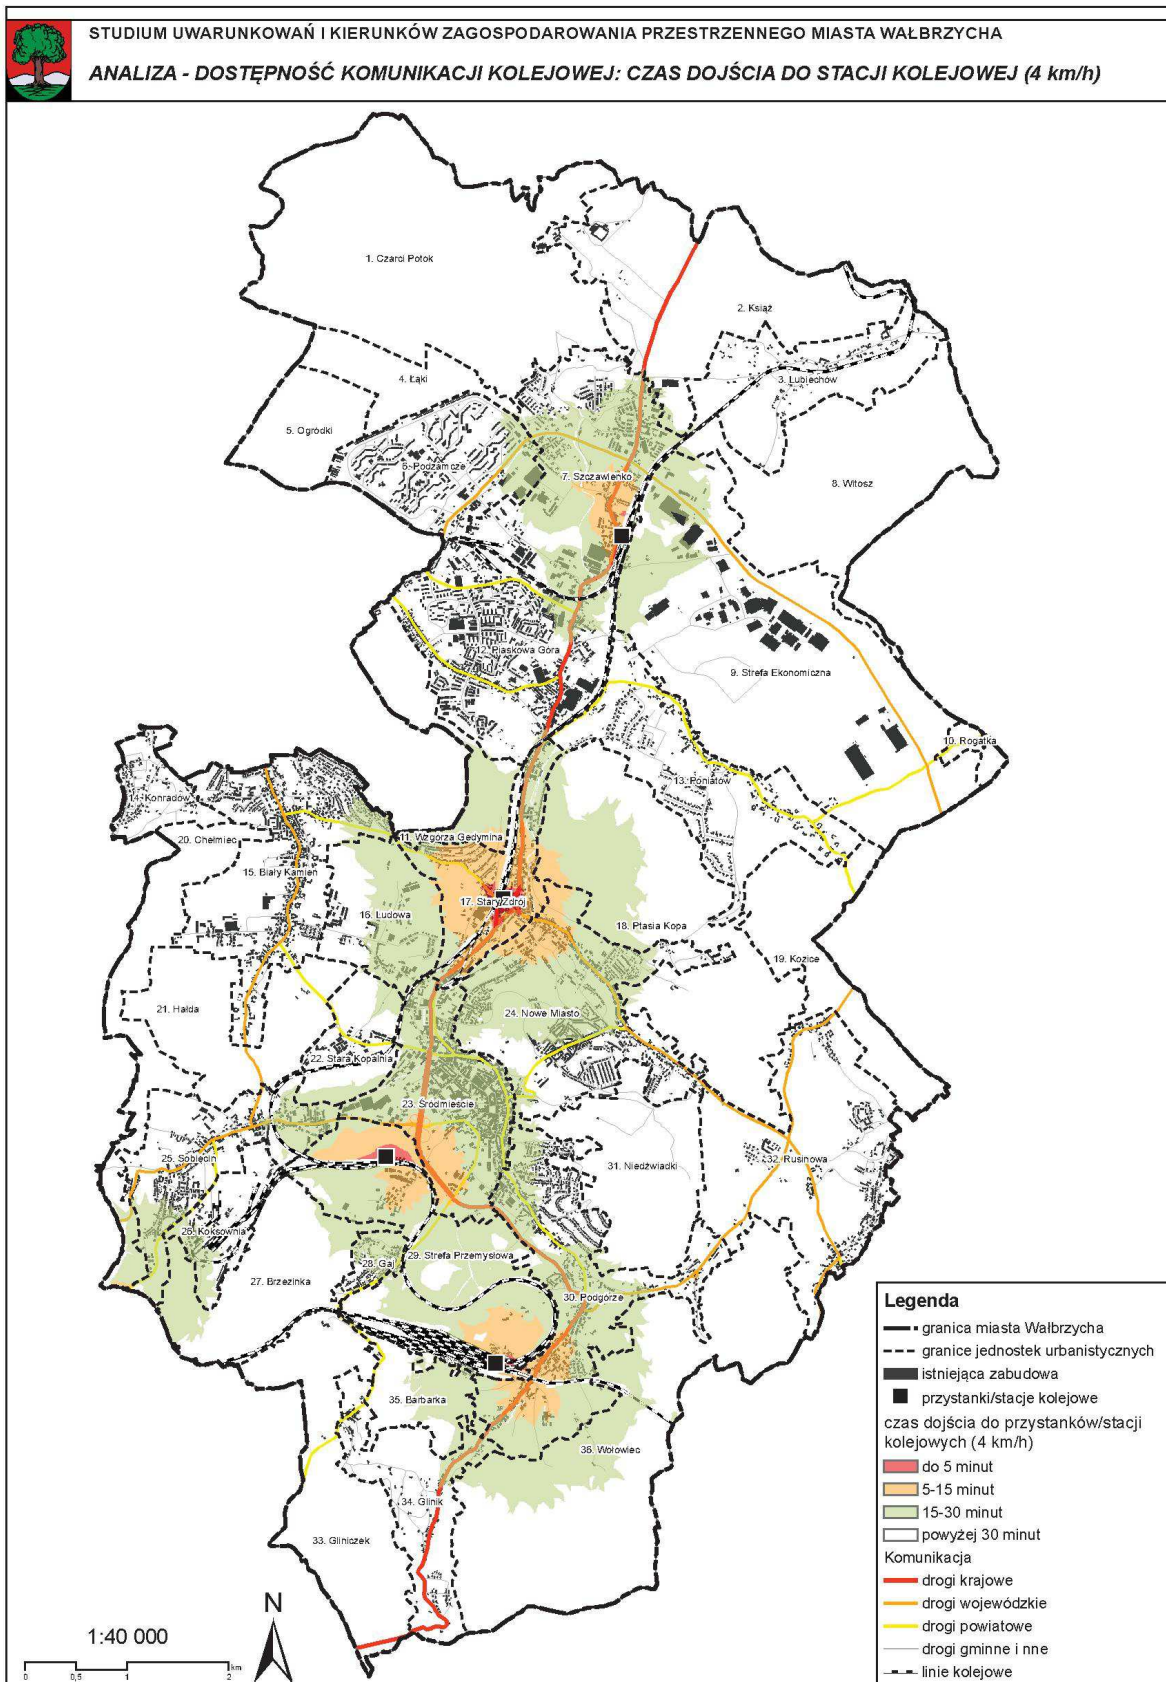 STUDIUM UWARUNKOWAŃ I KIERUNKÓW ZAGOSPODAROWANIA PRZESTRZENNEGO MIASTA WAŁBRZYCHA
ANALIZA - DOSTĘPNOŚĆ KOMUNIKACJI KOLEJOWEJ: CZAS DOJŚCIA DO STACJI KOLEJOWEJ (4 km/h)
1. Czarci Potok
2. Książ
3. Lubiechów
4. Łąki
5. Ogródki
6. Podzamcze
7. Szczawienko
8. Witosz
12. Piaskowa Góra
9. Strefa Ekonomiczna
10. Rogatka
13. Poniatów
14. Konradów
20. Chełmiec
11. Wzgórza Gedymina
15. Biały Kamień
17. Stary Zdrój
16. Ludowa
18. Ptasia Kopa
19. Kozice
21. Hałda
24. Nowe Miasto
22. Stara Kopalnia
23. Śródmieście
25. Sobięcin
31. Niedźwiadki
32. Rusinowa
26. Koksownia
29. Strefa Przemysłowa
28. Gaj
27. Brzezinka
30. Podgórze
35. Barbarka
36. Wołowiec
34. Glinik
33. Gliniczek
Legenda
granica miasta Wałbrzycha
granice jednostek urbanistycznych
istniejąca zabudowa
przystanki/stacje kolejowe
czas dojścia do przystanków/stacji
kolejowych (4 km/h)
do 5 minut
5-15 minut
15-30 minut
powyżej 30 minut
Komunikacja
drogi krajowe
drogi wojewódzkie
drogi powiatowe
drogi gminne i nne
linie kolejowe
N
1:40 000
km
0 0,5 1 2